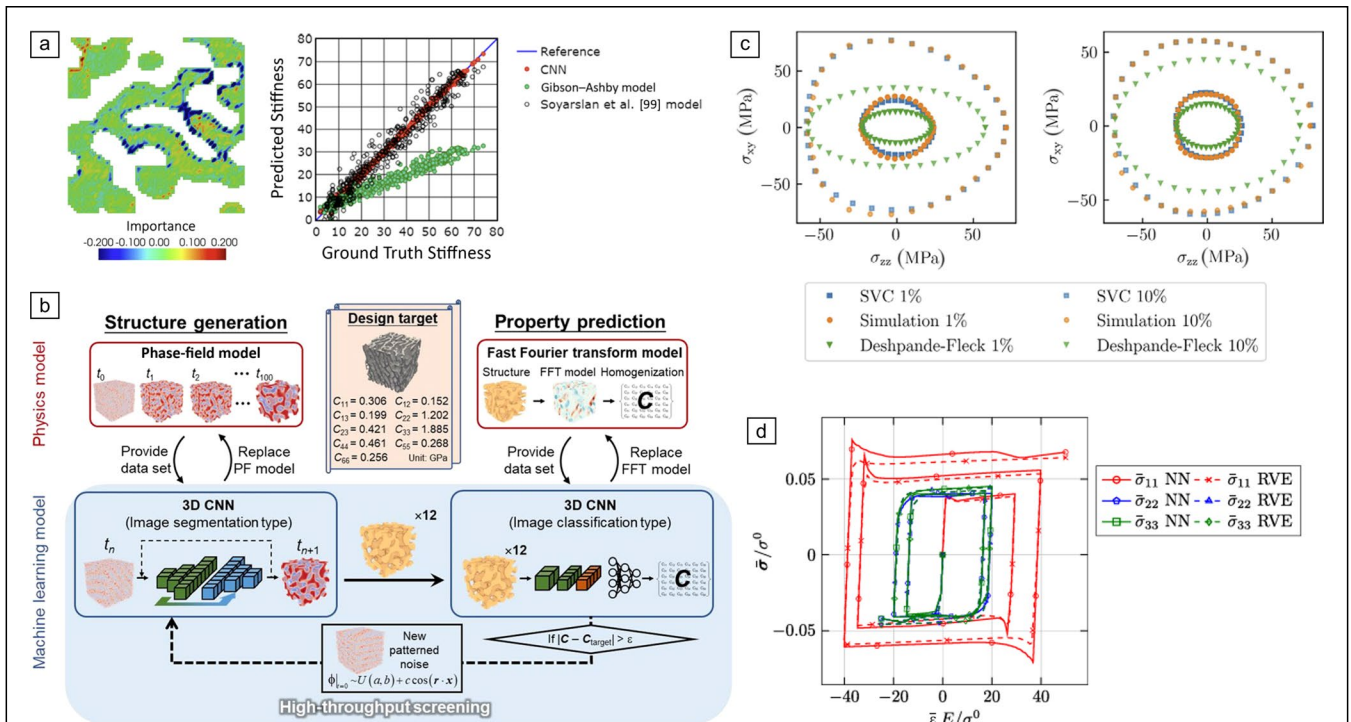 a
Predicted Stiffness
80
70
60
50
40
30
20
10
0
0 10 20 30 40 50 60 70 80
Ground Truth Stiffness
Reference
CNN
Gibson–Ashby model
Soyarslan et al. [99] model
Importance
-0.200 -0.100 0.00 0.100 0.200
b
Structure generation
Physics model
Phase-field model
t0 t1 t2 ··· t100
Design target
C11 = 0.306 C12 = 0.152
C13 = 0.199 C22 = 1.202
C23 = 0.421 C33 = 1.885
C44 = 0.461 C55 = 0.268
C66 = 0.256 Unit: GPa
Property prediction
Fast Fourier transform model
Structure FFT model Homogenization
C
Provide
data set
Replace
PF model
Provide
data set
Replace
FFT model
Machine learning model
3D CNN
(Image segmentation type)
tn
tn+1
×12
3D CNN
(Image classification type)
×12
C
New
patterned
noise
ϕ|t=0 ~U(a,b)+c cos(r · x)
If |C − Ctarget| > ε
High-throughput screening
c
σxy (MPa)
50
0
−50
−50 0 50
σzz (MPa)
σxy (MPa)
50
0
−50
−50 0 50
σzz (MPa)
SVC 1%
SVC 10%
Simulation 1%
Simulation 10%
Deshpande-Fleck 1%
Deshpande-Fleck 10%
d
σ̄/σ⁰
0.05
0
−0.05
−40 −20 0 20 40
ε̄ E/σ⁰
σ̄11 NN
σ̄11 RVE
σ̄22 NN
σ̄22 RVE
σ̄33 NN
σ̄33 RVE